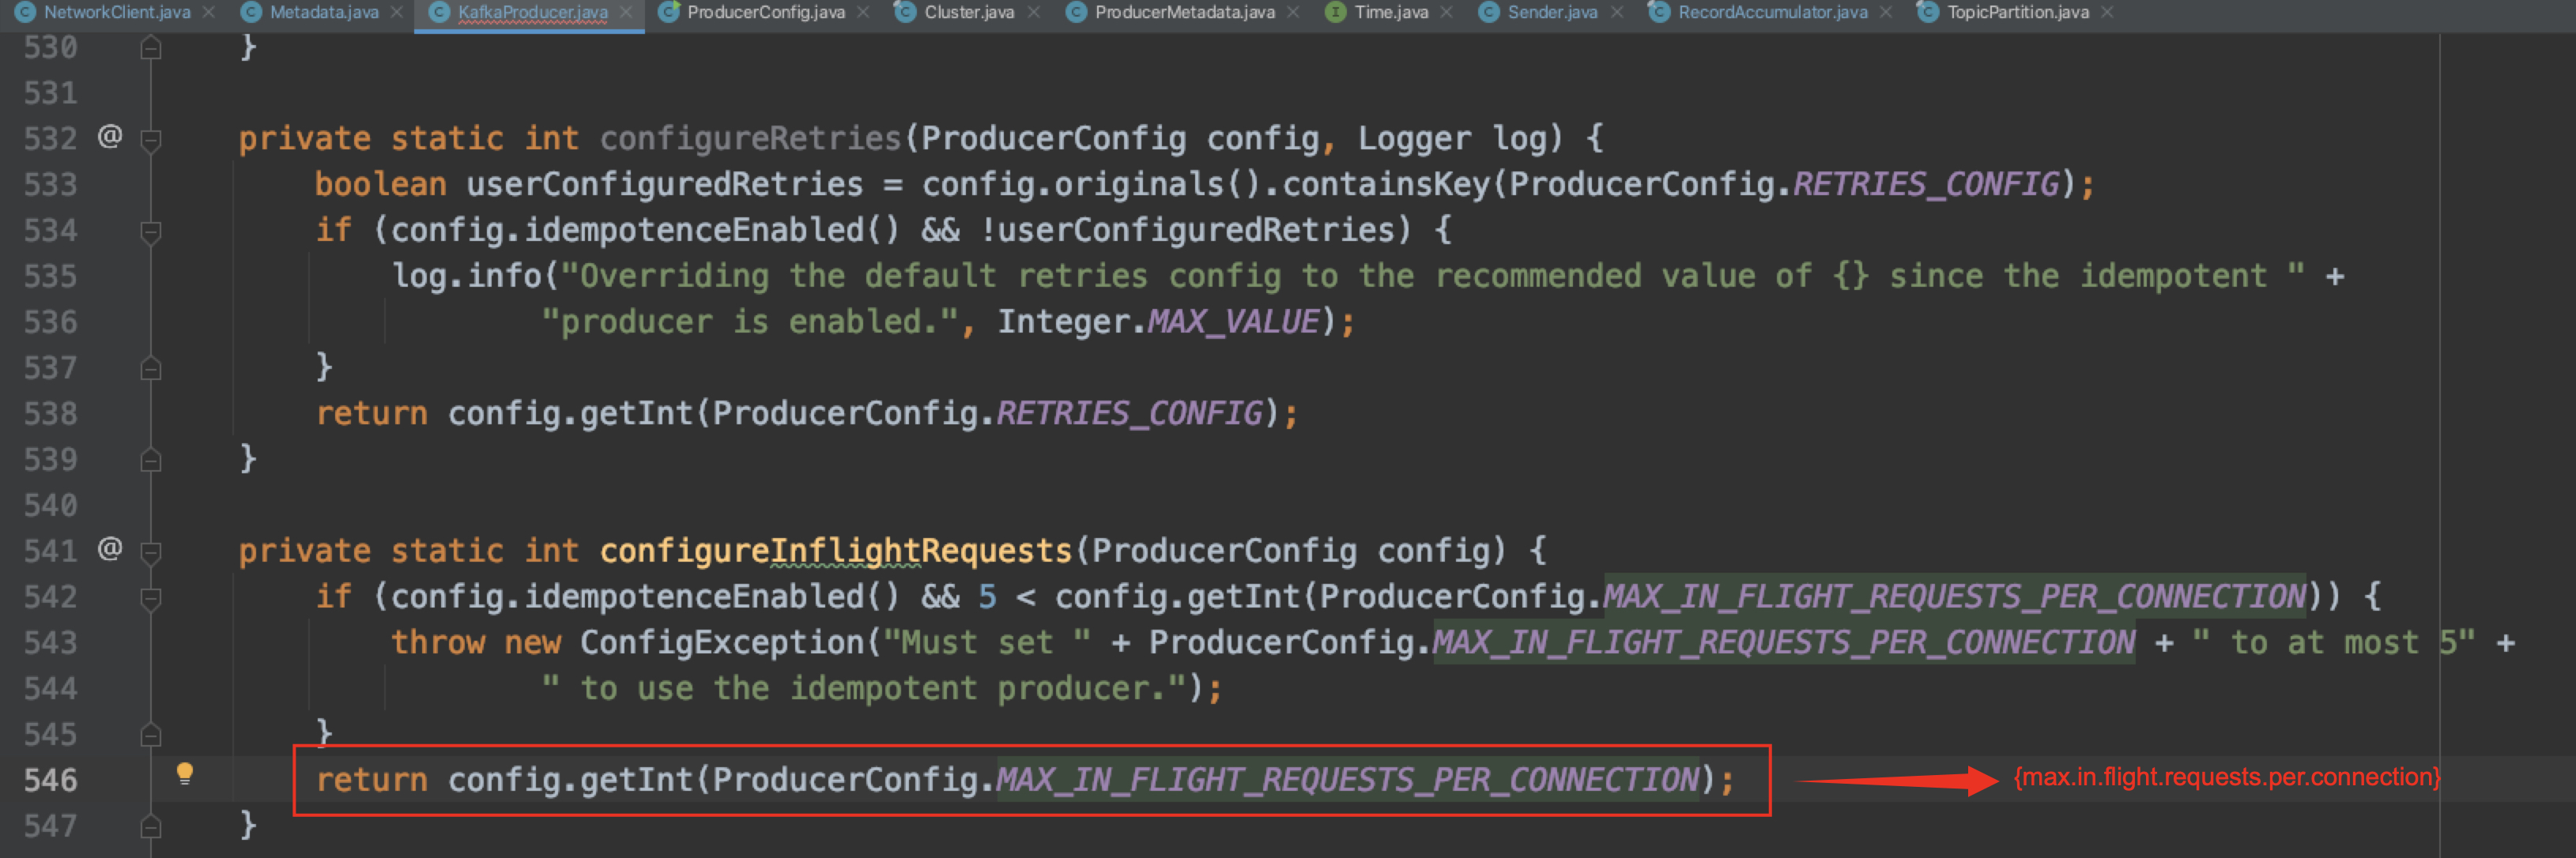 NetworkClient.java Metadata.java KafkaProducer.java ProducerConfig.java Cluster.java ProducerMetadata.java Time.java Sender.java RecordAccumulator.java TopicPartition.java
530 }
531
532 @ private static int configureRetries(ProducerConfig config, Logger log) {
533 boolean userConfiguredRetries = config.originals().containsKey(ProducerConfig.RETRIES_CONFIG);
534 if (config.idempotenceEnabled() && !userConfiguredRetries) {
535 log.info("Overriding the default retries config to the recommended value of {} since the idempotent " +
536 "producer is enabled.", Integer.MAX_VALUE);
537 }
538 return config.getInt(ProducerConfig.RETRIES_CONFIG);
539 }
540
541 @ private static int configureInflightRequests(ProducerConfig config) {
542 if (config.idempotenceEnabled() && 5 < config.getInt(ProducerConfig.MAX_IN_FLIGHT_REQUESTS_PER_CONNECTION)) {
543 throw new ConfigException("Must set " + ProducerConfig.MAX_IN_FLIGHT_REQUESTS_PER_CONNECTION + " to at most 5" +
544 " to use the idempotent producer.");
545 }
546 return config.getInt(ProducerConfig.MAX_IN_FLIGHT_REQUESTS_PER_CONNECTION); {max.in.flight.requests.per.connection}
547 }